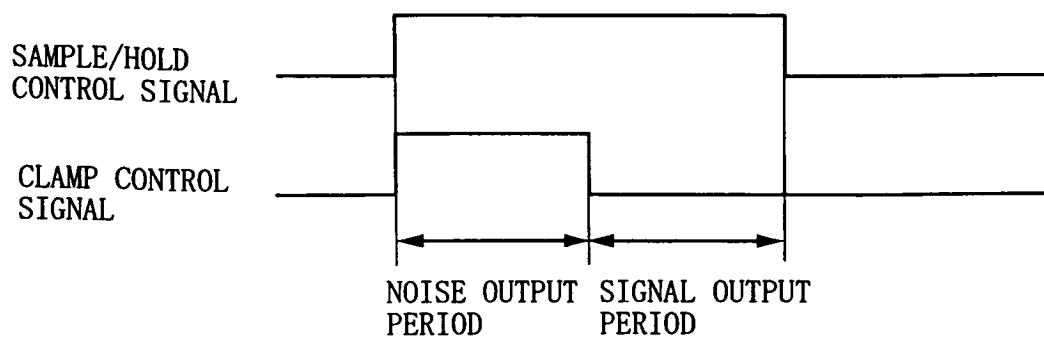 SAMPLE/HOLD
CONTROL SIGNAL
CLAMP CONTROL
SIGNAL
NOISE OUTPUT
PERIOD
SIGNAL OUTPUT
PERIOD